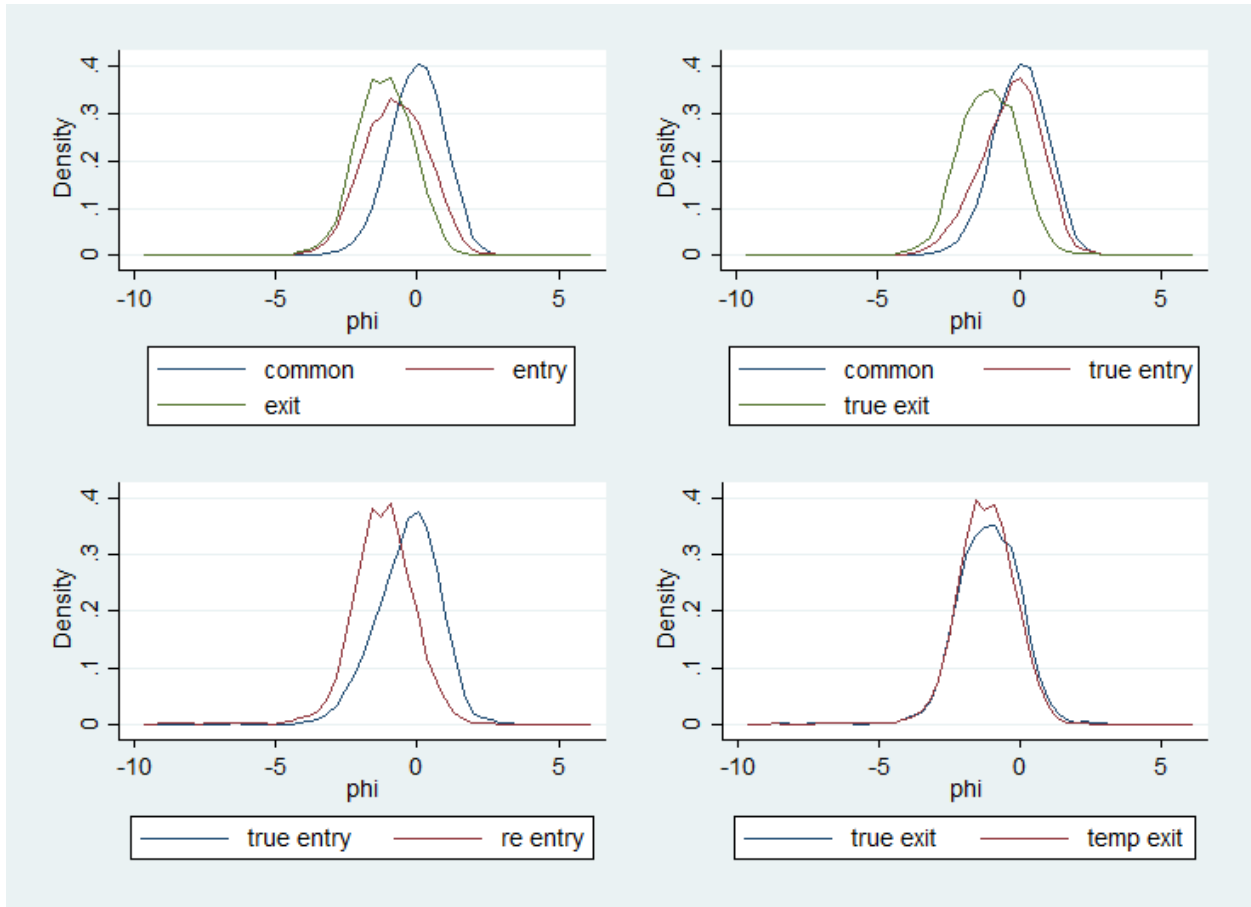 Density
.4
.3
.2
.1
0
-10 -5 0 5
phi
common entry
exit
Density
.4
.3
.2
.1
0
-10 -5 0 5
phi
common true entry
true exit
Density
.4
.3
.2
.1
0
-10 -5 0 5
phi
true entry re entry
Density
.4
.3
.2
.1
0
-10 -5 0 5
phi
true exit temp exit